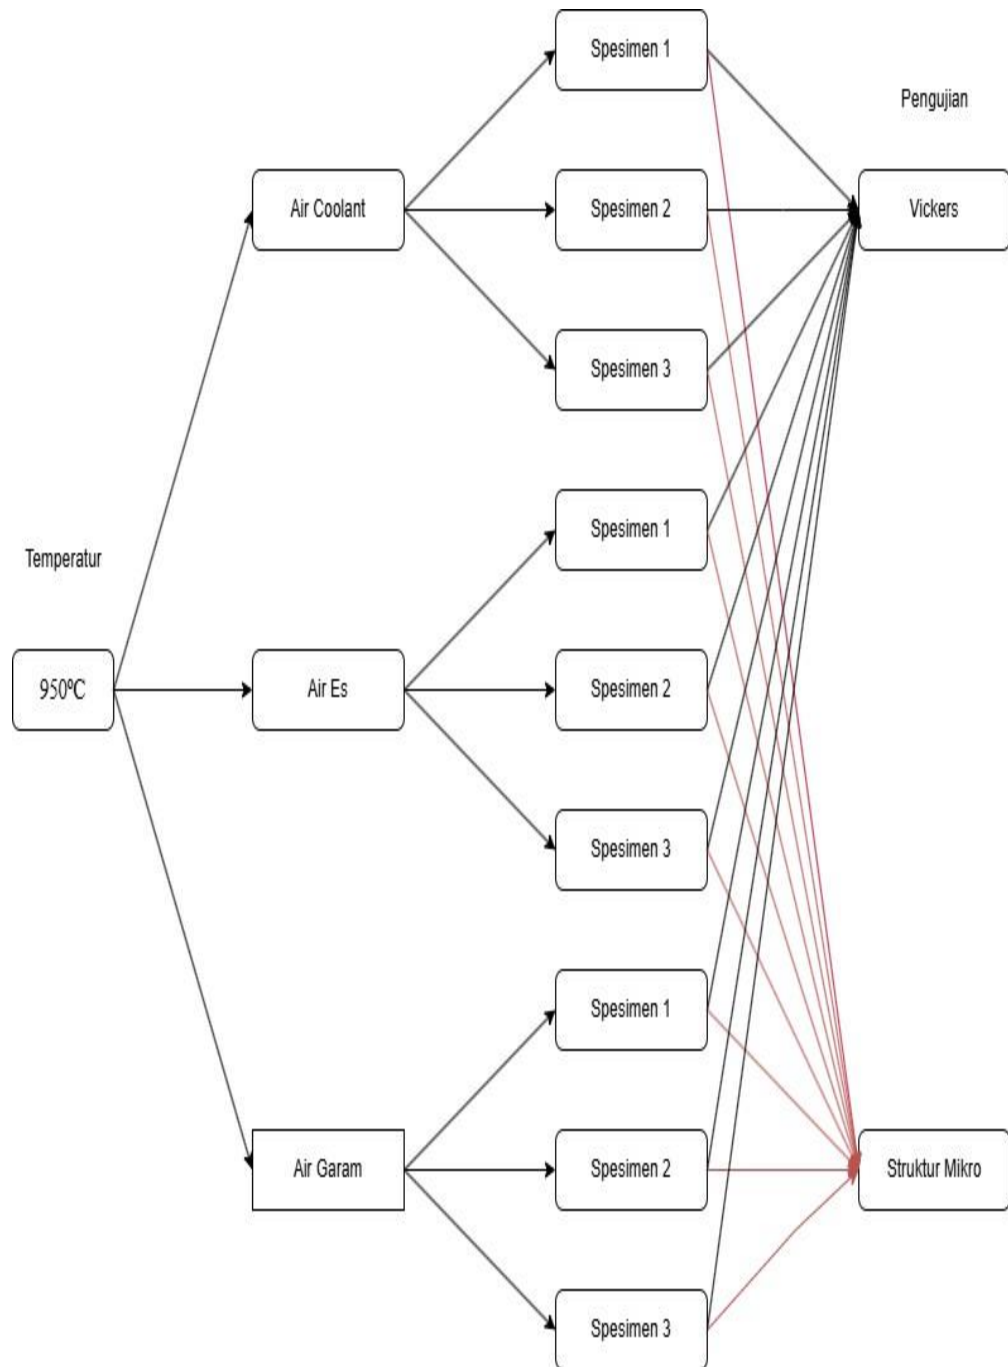 Spesimen 1
Pengujian
Air Coolant
Spesimen 2
Vickers
Spesimen 3
Spesimen 1
Temperatur
950°C
Air Es
Spesimen 2
Spesimen 3
Spesimen 1
Air Garam
Spesimen 2
Struktur Mikro
Spesimen 3